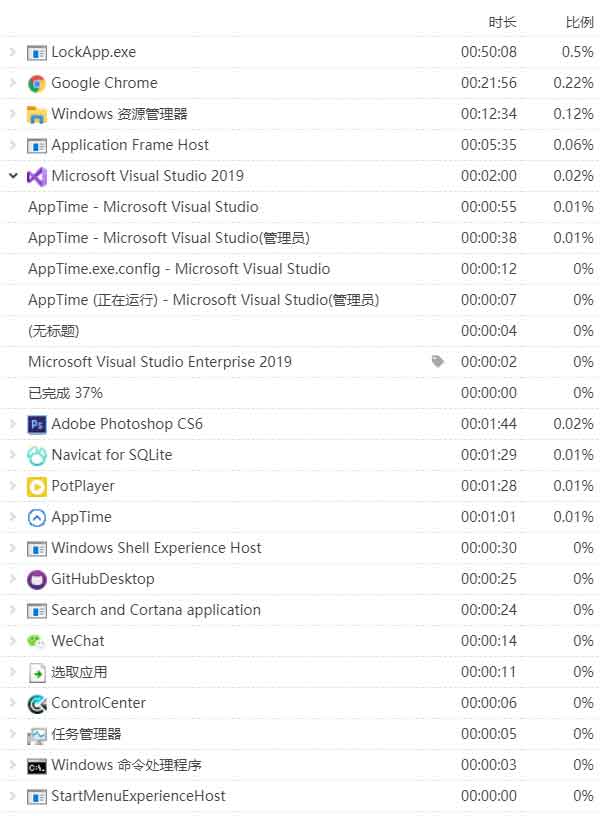 时长 比例
LockApp.exe 00:50:08 0.5%
Google Chrome 00:21:56 0.22%
Windows 资源管理器 00:12:34 0.12%
Application Frame Host 00:05:35 0.06%
Microsoft Visual Studio 2019 00:02:00 0.02%
AppTime - Microsoft Visual Studio 00:00:55 0.01%
AppTime - Microsoft Visual Studio(管理员) 00:00:38 0.01%
AppTime.exe.config - Microsoft Visual Studio 00:00:12 0%
AppTime (正在运行) - Microsoft Visual Studio(管理员) 00:00:07 0%
(无标题) 00:00:04 0%
Microsoft Visual Studio Enterprise 2019 00:00:02 0%
已完成 37% 00:00:00 0%
Ps Adobe Photoshop CS6 00:01:44 0.02%
Navicat for SQLite 00:01:29 0.01%
PotPlayer 00:01:28 0.01%
AppTime 00:01:01 0.01%
Windows Shell Experience Host 00:00:30 0%
GitHubDesktop 00:00:25 0%
Search and Cortana application 00:00:24 0%
WeChat 00:00:14 0%
选取应用 00:00:11 0%
ControlCenter 00:00:06 0%
任务管理器 00:00:05 0%
Windows 命令处理程序 00:00:03 0%
StartMenuExperienceHost 00:00:00 0%